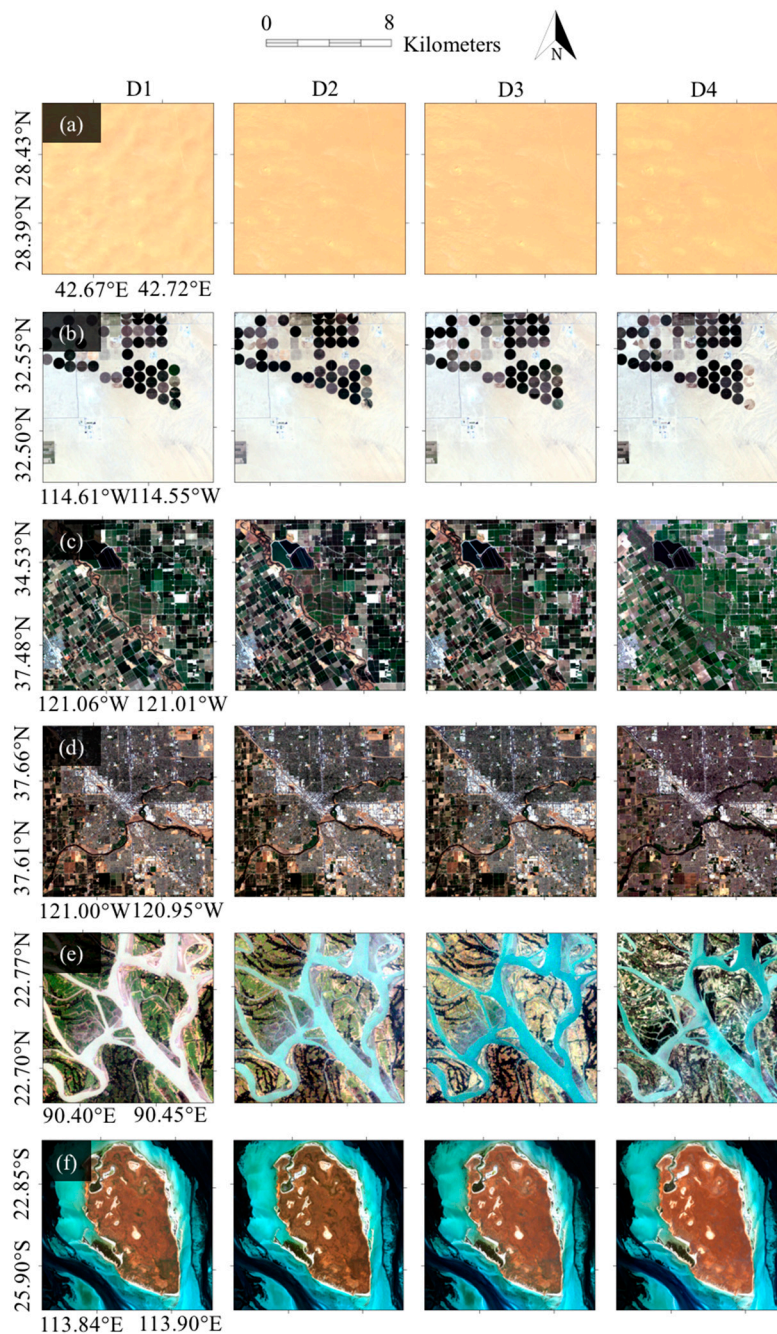 0 8
Kilometers
N
D1 D2 D3 D4
(a)
28.43°N
28.39°N
42.67°E 42.72°E
(b)
32.55°N
32.50°N
114.61°W 114.55°W
(c)
34.53°N
37.48°N
121.06°W 121.01°W
(d)
37.66°N
37.61°N
121.00°W 120.95°W
(e)
22.77°N
22.70°N
90.40°E 90.45°E
(f)
22.85°S
25.90°S
113.84°E 113.90°E